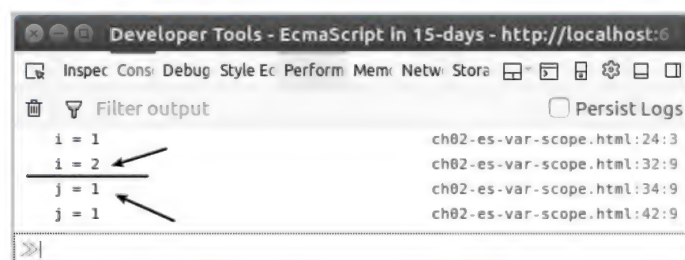 Developer Tools - EcmaScript in 15-days - http://localhost:6
Inspec Cons Debug Style Ec Perform Mem Netw Stora
Filter output Persist Logs
i = 1 ch02-es-var-scope.html:24:3
i = 2 ch02-es-var-scope.html:32:9
j = 1 ch02-es-var-scope.html:34:9
j = 1 ch02-es-var-scope.html:42:9